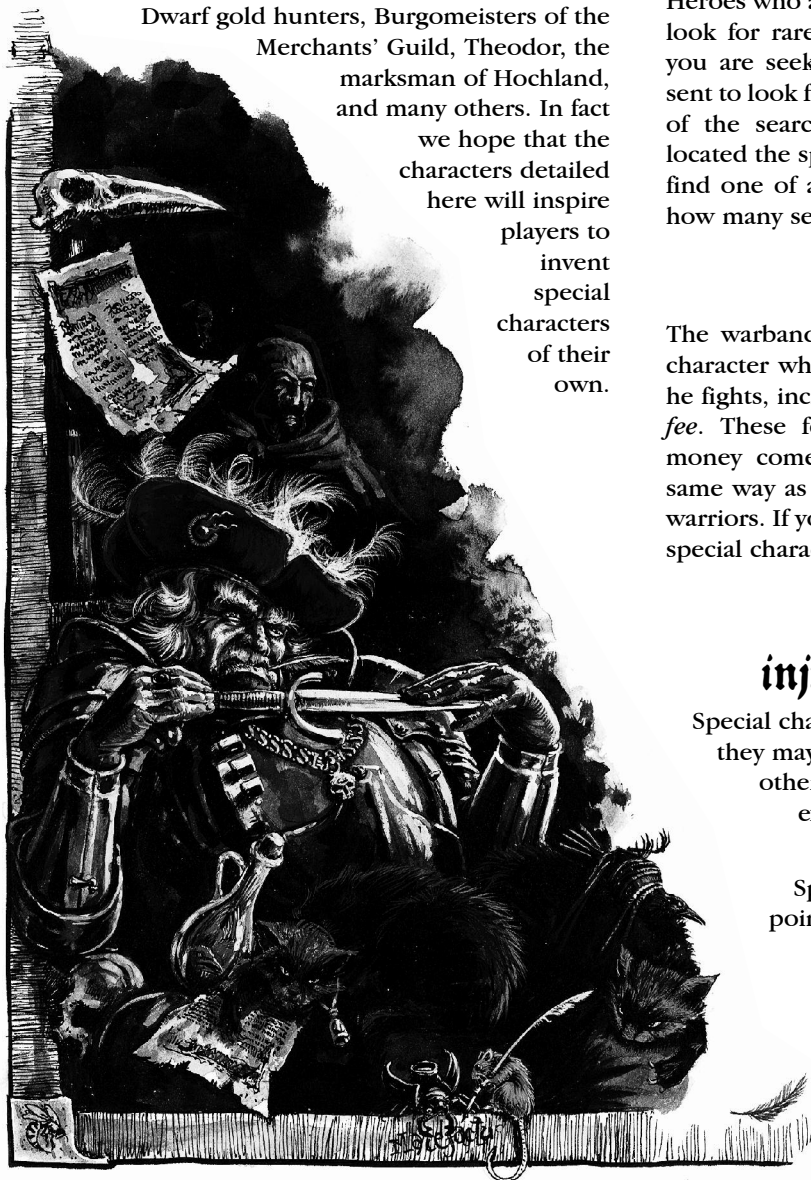 Dwarf gold hunters, Burgomeisters of the
Merchants’ Guild, Theodor, the
marksman of Hochland,
and many others. In fact
we hope that the
characters detailed
here will inspire
players to
invent
special
characters
of their
own.
Heroes who a
look for rare
you are seek
sent to look f
of the searc
located the sp
find one of a
how many se
The warband
character wh
he fights, inc
fee. These f
money come
same way as
warriors. If yo
special chara
inj
Special cha
they may
othe
e
Sp
poin